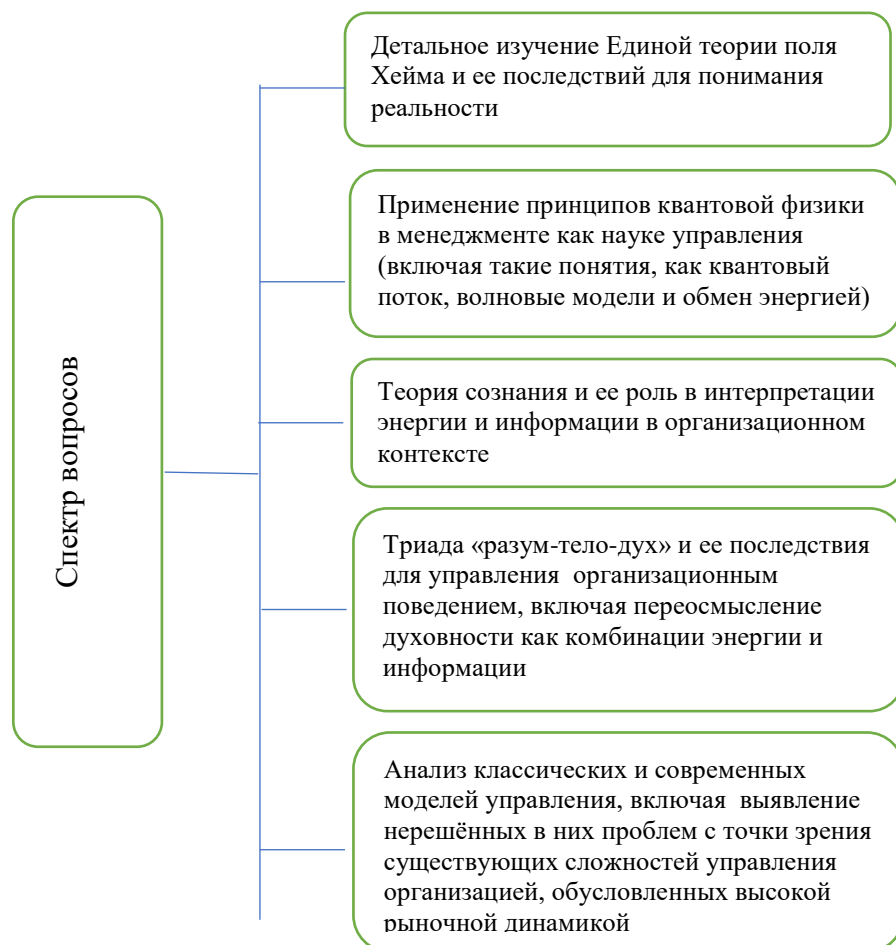 Спектр вопросов
Детальное изучение Единой теории поля
Хейма и ее последствий для понимания
реальности
Применение принципов квантовой физики
в менеджменте как науке управления
(включая такие понятия, как квантовый
поток, волновые модели и обмен энергией)
Теория сознания и ее роль в интерпретации
энергии и информации в организационном
контексте
Триада «разум-тело-дух» и ее последствия
для управления организационным
поведением, включая переосмысление
духовности как комбинации энергии и
информации
Анализ классических и современных
моделей управления, включая выявление
нерешённых в них проблем с точки зрения
существующих сложностей управления
организацией, обусловленных высокой
рыночной динамикой